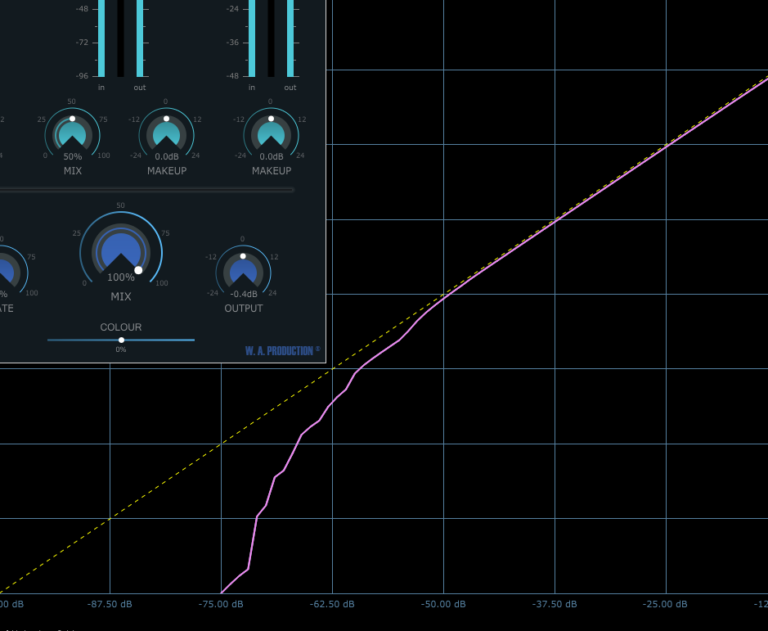 -48 -24
-72 -36
-96 -48
in out in out
50 0 0
25 75 -12 12 -12 12
0 50% 100 -24 0.0dB 24 -24 0.0dB 24
MIX MAKEUP MAKEUP
50
25 75 0
75 -12 12
0 100% 100
% 100 -24 -0.4dB 24
ATE MIX OUTPUT
COLOUR
0%
W. A. PRODUCTION ©
00 dB -87.50 dB -75.00 dB -62.50 dB -50.00 dB -37.50 dB -25.00 dB -12